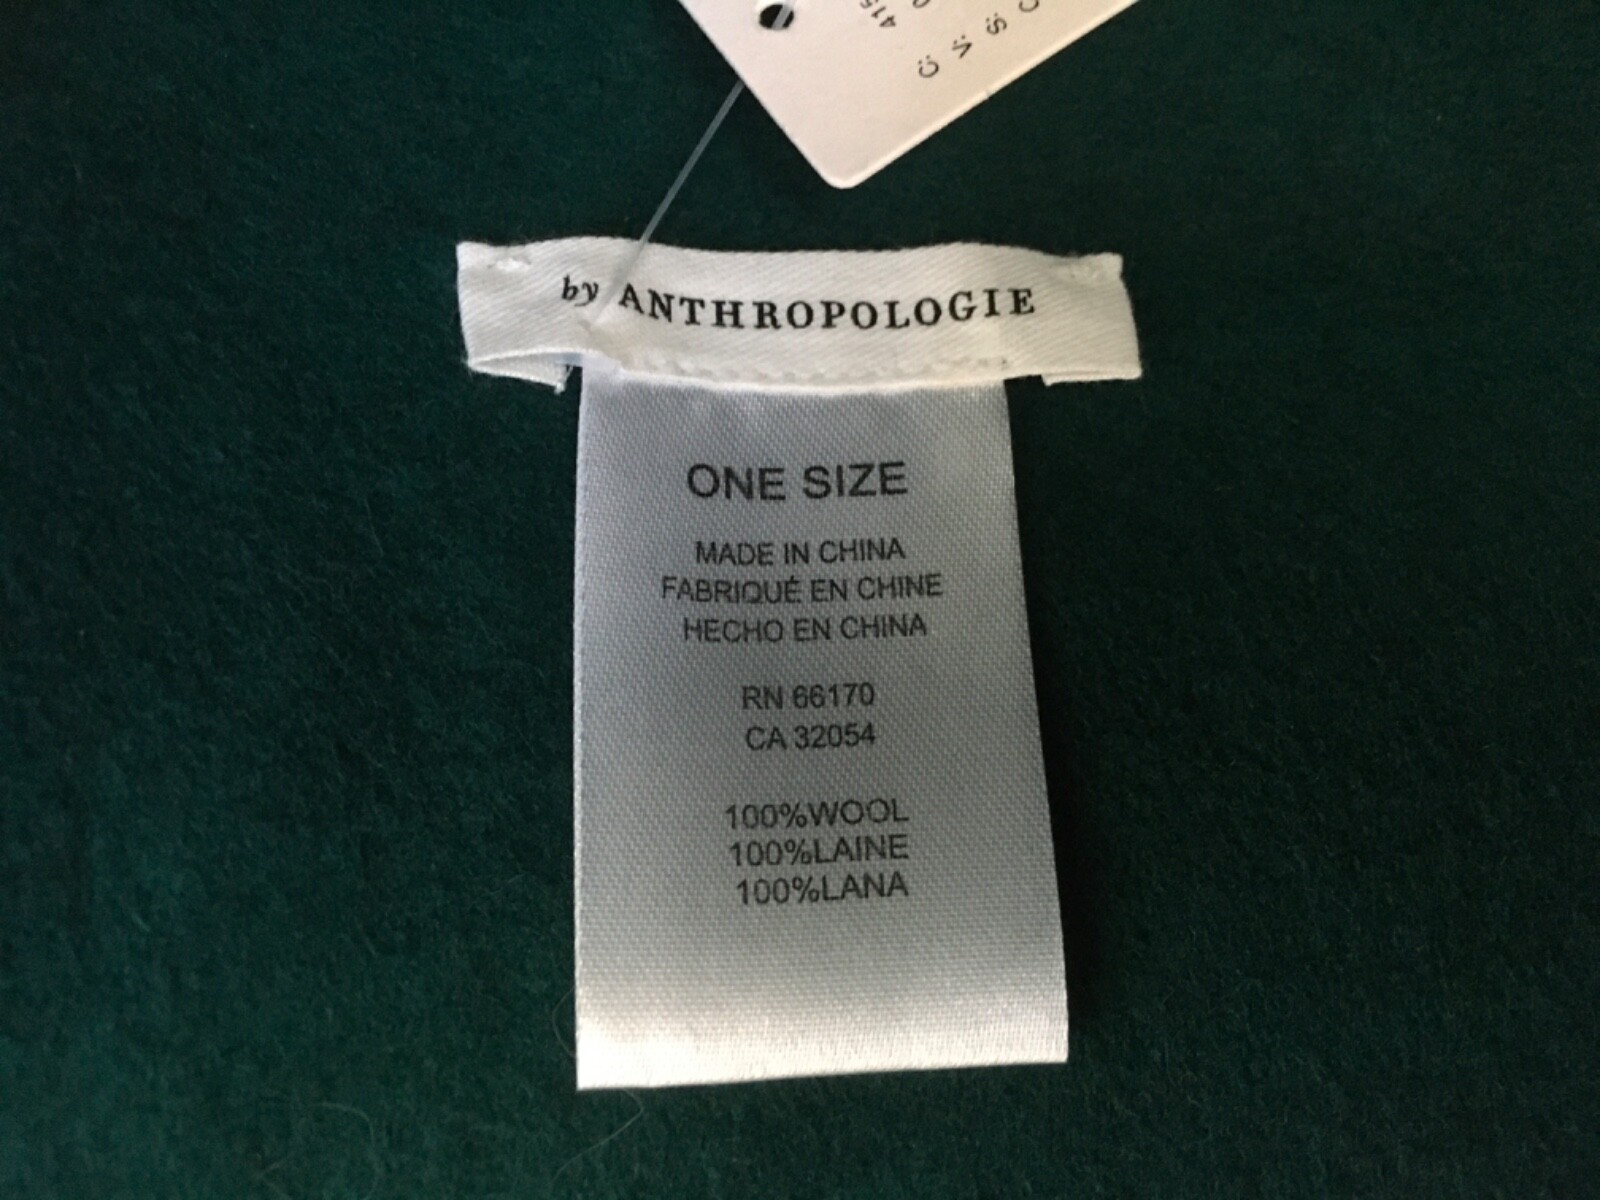 C:
V:
S:
by ANTHROPOLOGIE
ONE SIZE
MADE IN CHINA
FABRIQUÉ EN CHINE
HECHO EN CHINA
RN 66170
CA 32054
100%WOOL
100%LAINE
100%LANA